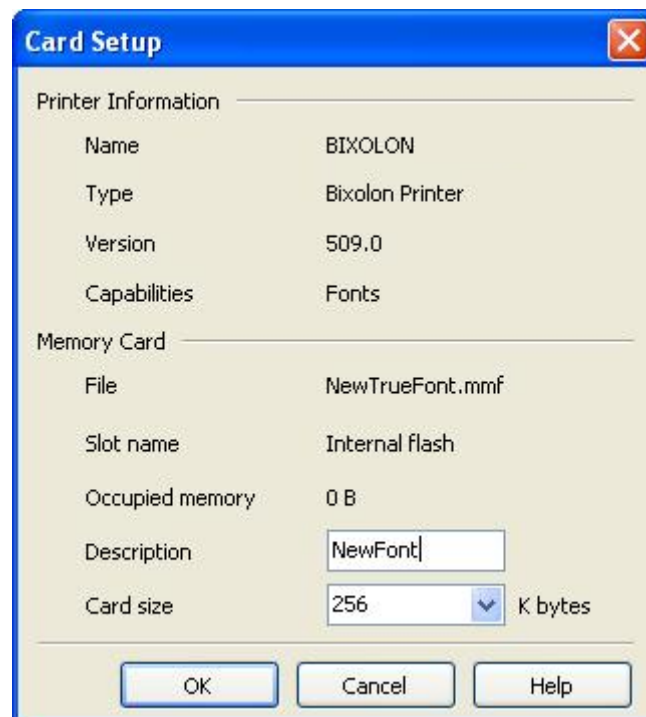 Card Setup
Printer Information
Name BIXOLON
Type Bixolon Printer
Version 509.0
Capabilities Fonts
Memory Card
File NewTrueFont.mmf
Slot name Internal flash
Occupied memory 0 B
Description NewFont
Card size 256 K bytes
OK Cancel Help